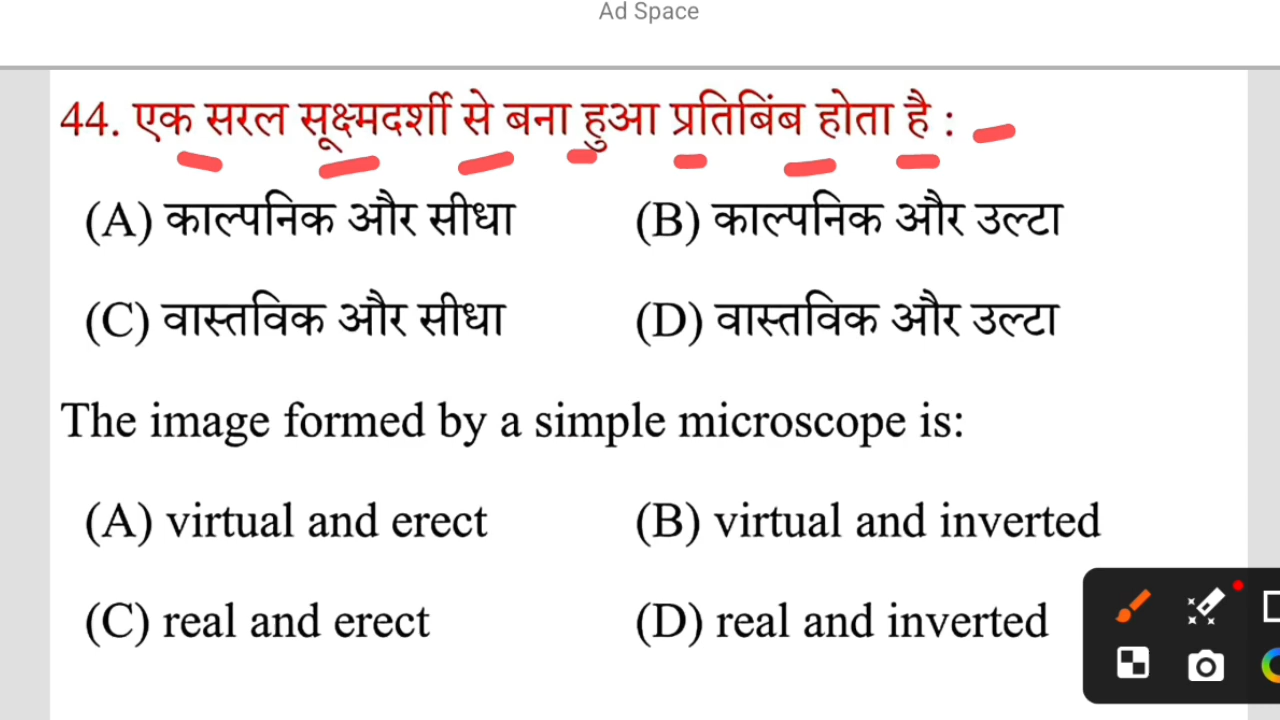 Ad Space
44. एक सरल सूक्ष्मदर्शी से बना हुआ प्रतिबिंब होता है :
(A) काल्पनिक और सीधा (B) काल्पनिक और उल्टा
(C) वास्तविक और सीधा (D) वास्तविक और उल्टा
The image formed by a simple microscope is:
(A) virtual and erect (B) virtual and inverted
(C) real and erect (D) real and inverted